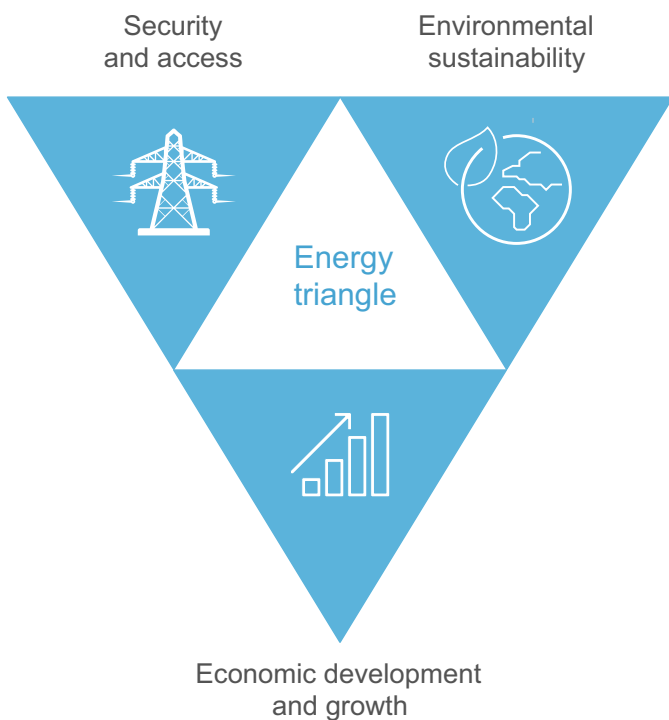 Security
and access
Environmental
sustainability
Energy
triangle
Economic development
and growth